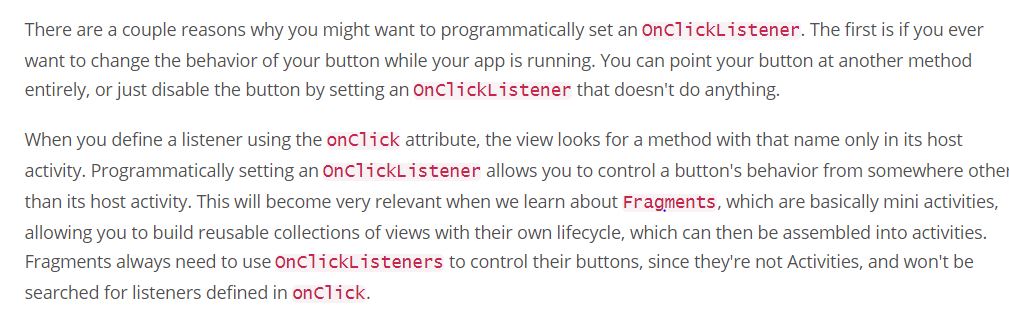 There are a couple reasons why you might want to programmatically set an OnClickListener. The first is if you ever
want to change the behavior of your button while your app is running. You can point your button at another method
entirely, or just disable the button by setting an OnClickListener that doesn't do anything.
When you define a listener using the onClick attribute, the view looks for a method with that name only in its host
activity. Programmatically setting an OnClickListener allows you to control a button's behavior from somewhere other
than its host activity. This will become very relevant when we learn about Fragments, which are basically mini activities,
allowing you to build reusable collections of views with their own lifecycle, which can then be assembled into activities.
Fragments always need to use OnClickListeners to control their buttons, since they're not Activities, and won't be
searched for listeners defined in onClick.